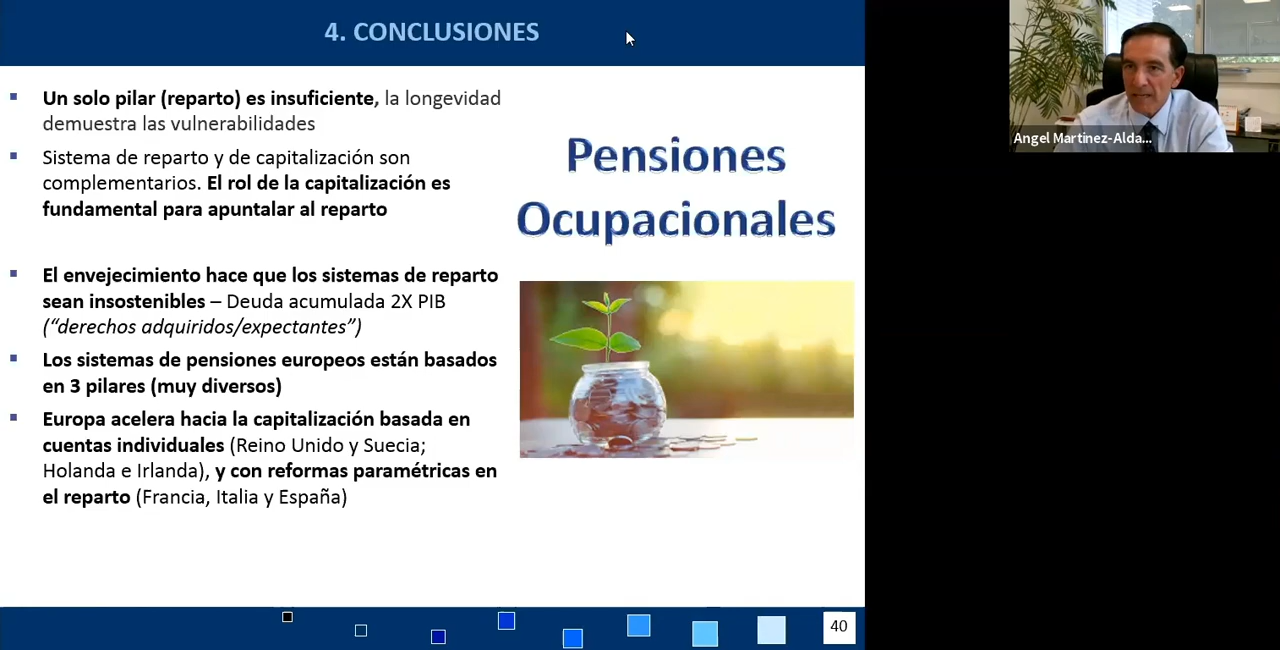 4. CONCLUSIONES
Un solo pilar (reparto) es insuficiente, la longevidad
demuestra las vulnerabilidades
Sistema de reparto y de capitalización son
complementarios. El rol de la capitalización es
fundamental para apuntalar al reparto
El envejecimiento hace que los sistemas de reparto
sean insostenibles – Deuda acumulada 2X PIB
(“derechos adquiridos/expectantes”)
Los sistemas de pensiones europeos están basados
en 3 pilares (muy diversos)
Europa acelera hacia la capitalización basada en
cuentas individuales (Reino Unido y Suecia;
Holanda e Irlanda), y con reformas paramétricas en
el reparto (Francia, Italia y España)
Pensiones
Ocupacionales
40
Angel Martinez-Alda...